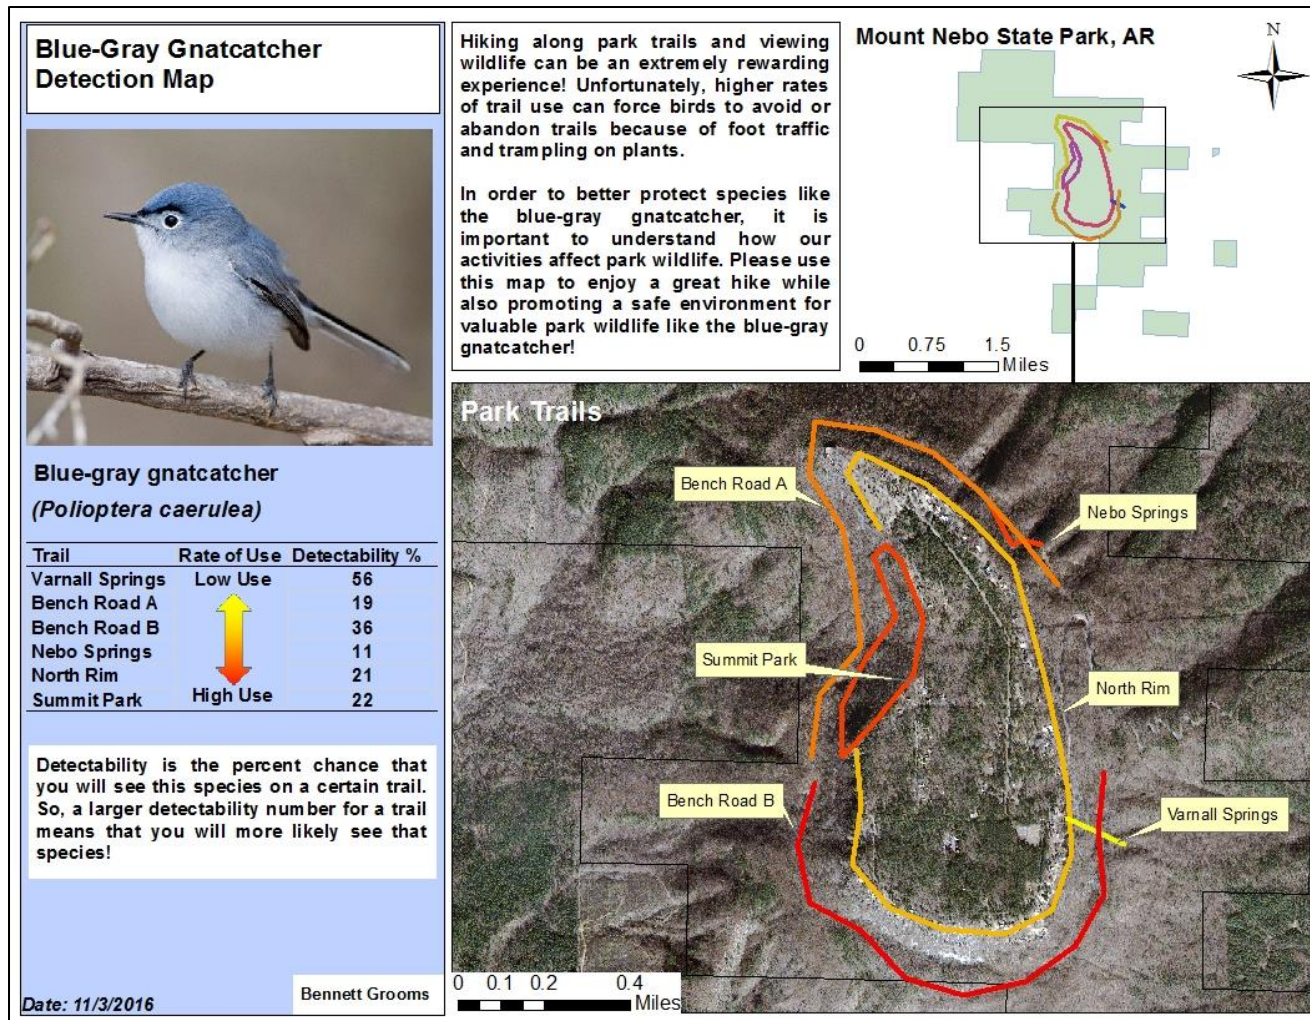 Blue-Gray Gnatcatcher
Detection Map
Blue-gray gnatcatcher
(Polioptera caerulea)
Trail Rate of Use Detectability %
Varnall Springs Low Use 56
Bench Road A 19
Bench Road B 36
Nebo Springs 11
North Rim 21
Summit Park High Use 22
Detectability is the percent chance that
you will see this species on a certain trail.
So, a larger detectability number for a trail
means that you will more likely see that
species!
Date: 11/3/2016
Bennett Grooms
Hiking along park trails and viewing
wildlife can be an extremely rewarding
experience! Unfortunately, higher rates
of trail use can force birds to avoid or
abandon trails because of foot traffic
and trampling on plants.
In order to better protect species like
the blue-gray gnatcatcher, it is
important to understand how our
activities affect park wildlife. Please use
this map to enjoy a great hike while
also promoting a safe environment for
valuable park wildlife like the blue-gray
gnatcatcher!
Mount Nebo State Park, AR
N
0 0.75 1.5
Miles
Park Trails
Bench Road A
Nebo Springs
Summit Park
North Rim
Bench Road B
Varnall Springs
0 0.1 0.2 0.4
Miles